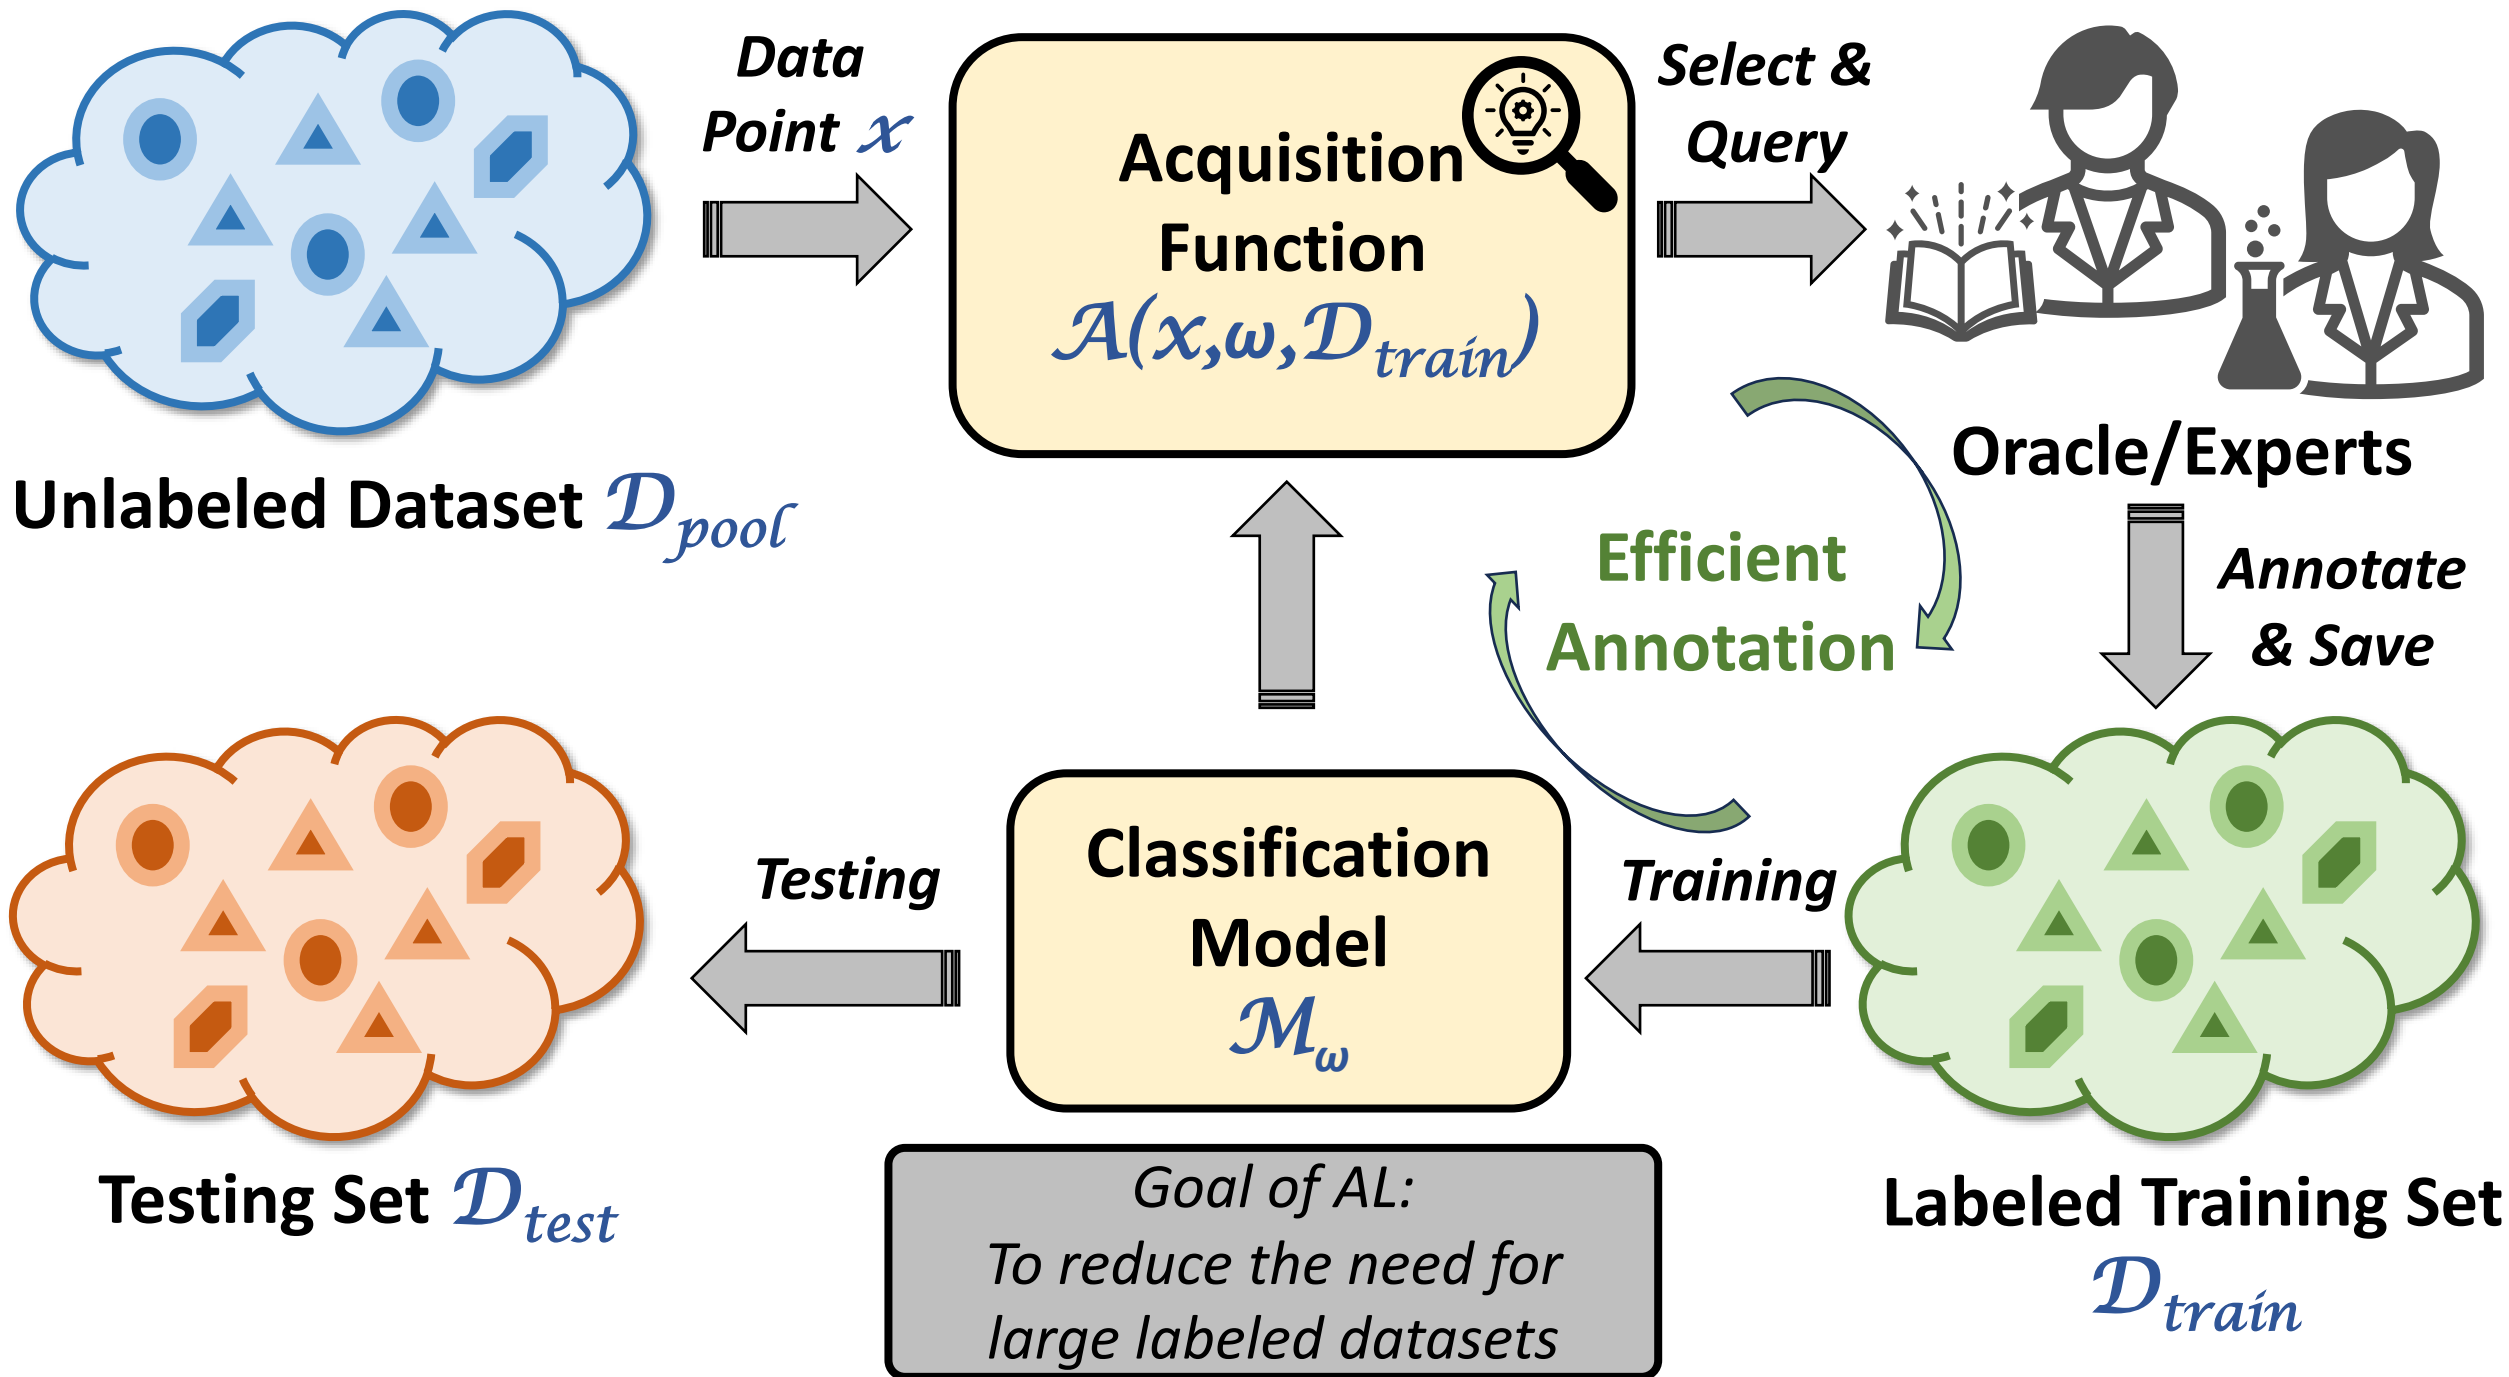 Data
Point x
Acquisition
Function
𝒜(x,ω,𝒟train)
Select &
Query
Unlabeled Dataset 𝒟pool
Oracle/Experts
Efficient
Annotation
Annotate
& Save
Testing
Classification
Model
ℳω
Training
Testing Set 𝒟test
Labeled Training Set
𝒟train
Goal of AL:
To reduce the need for
large labeled datasets